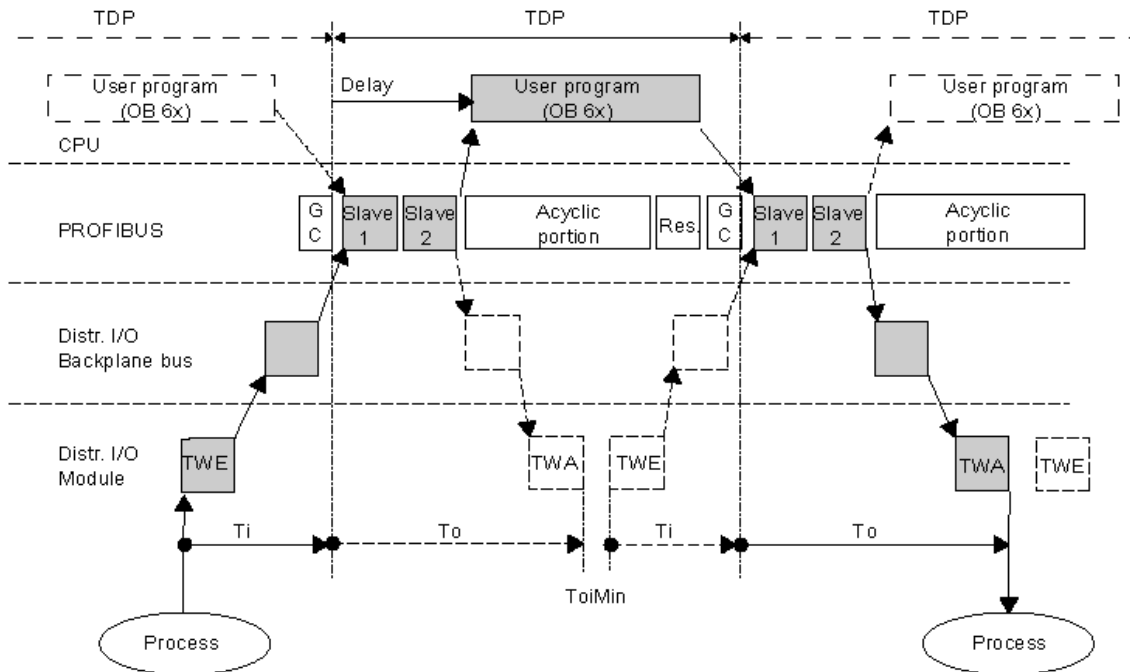 TDP
TDP
TDP
User program
(OB 6x)
Delay
User program
(OB 6x)
User program
(OB 6x)
CPU
PROFIBUS
G
C
Slave
1
Slave
2
Acyclic
portion
Res.
G
C
Slave
1
Slave
2
Acyclic
portion
Distr. I/O
Backplane bus
Distr. I/O
Module
TWE
TWA
TWE
TWA
TWE
Ti
To
Ti
To
ToiMin
Process
Process